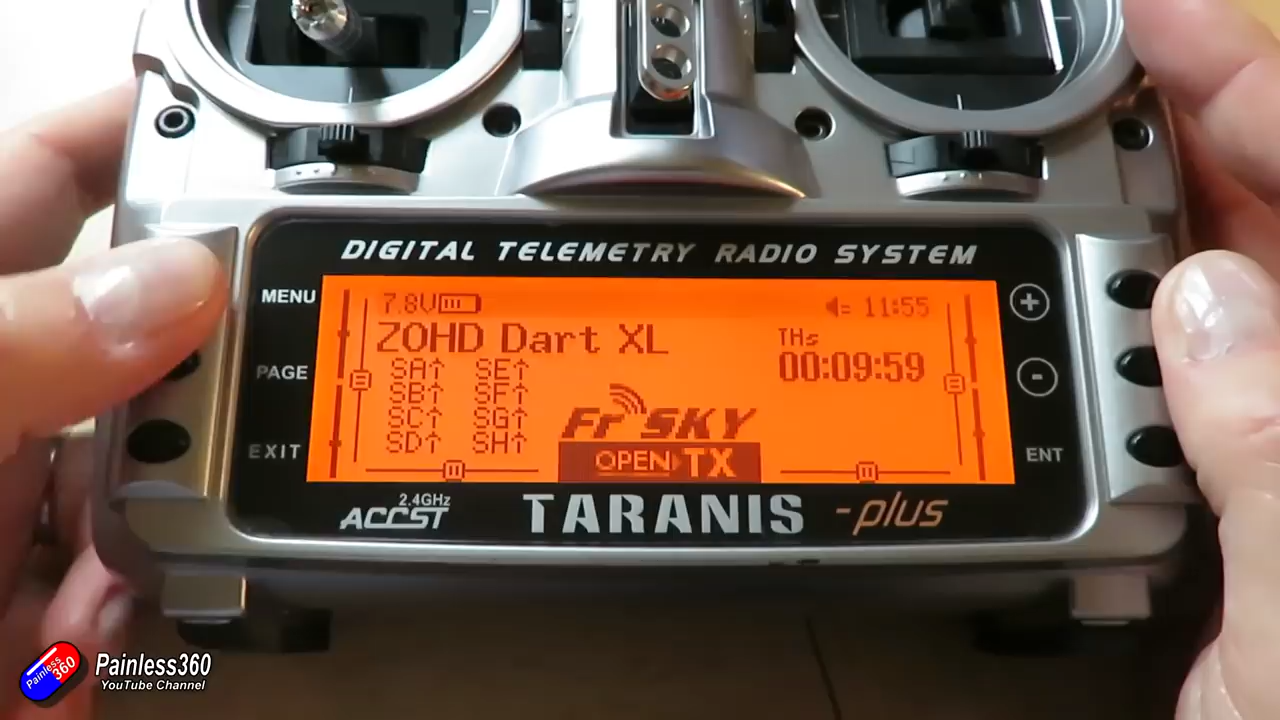 DIGITAL TELEMETRY RADIO SYSTEM
MENU
PAGE
EXIT
7.8V
11:55
ZOHD Dart XL
THs
00:09:59
SA↑ SE↑
SB↑ SF↑
SC↑ SG↑
SD↑ SH↑
FrSKY
OPEN TX
+
-
ENT
2.4GHz
ACCST
TARANIS -plus
Painless 360
Painless360
YouTube Channel